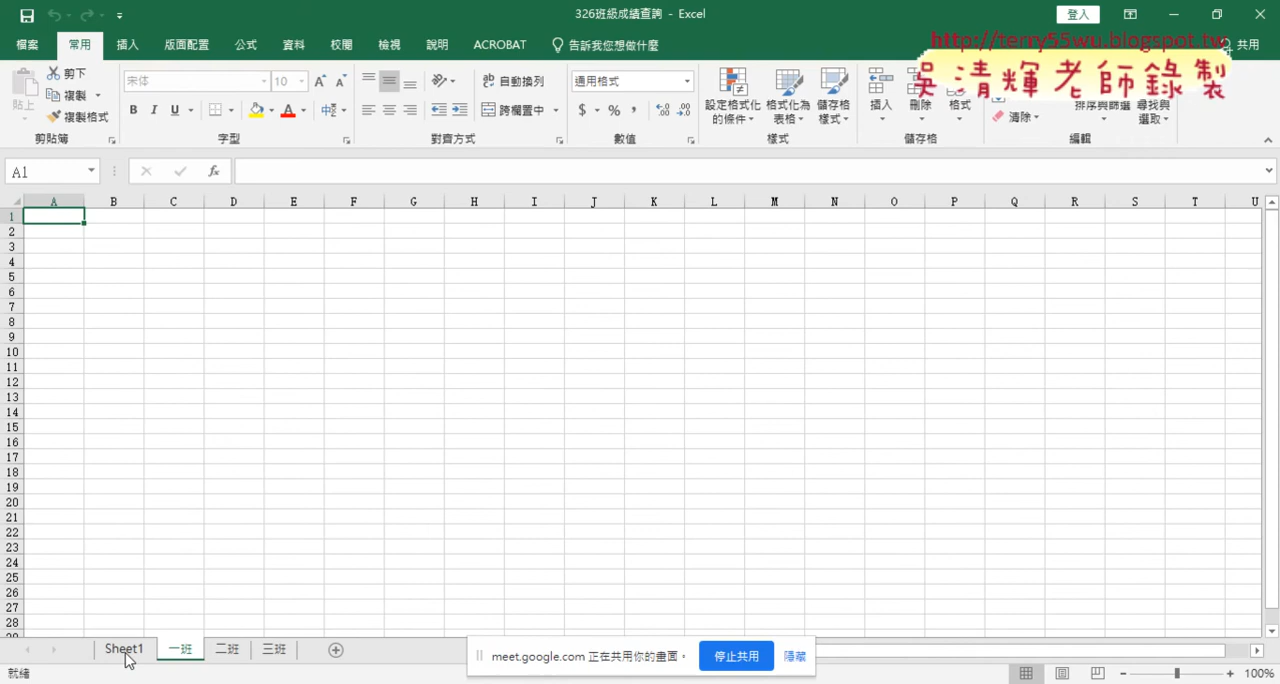 326班級成績查詢 - Excel
登入
檔案 常用 插入 版面配置 公式 資料 校閱 檢視 說明 ACROBAT 告訴我您想做什麼 共用
http://terry55wu.blogspot.tw
吳清輝老師錄製
貼上 剪下 複製 複製格式 剪貼簿
宋体 10 B I U A 字型
自動換列 跨欄置中 對齊方式
通用格式 $ % , 數值
設定格式化的條件 格式化為表格 儲存格樣式 樣式
插入 刪除 格式 儲存格
清除 排序與篩選 尋找與選取 編輯
A1 fx
A B C D E F G H I J K L M N O P Q R S T U
1
2
3
4
5
6
7
8
9
10
11
12
13
14
15
16
17
18
19
20
21
22
23
24
25
26
27
28
29
Sheet1 一班 二班 三班
meet.google.com 正在共用你的畫面。 停止共用 隱藏
就緒 100%